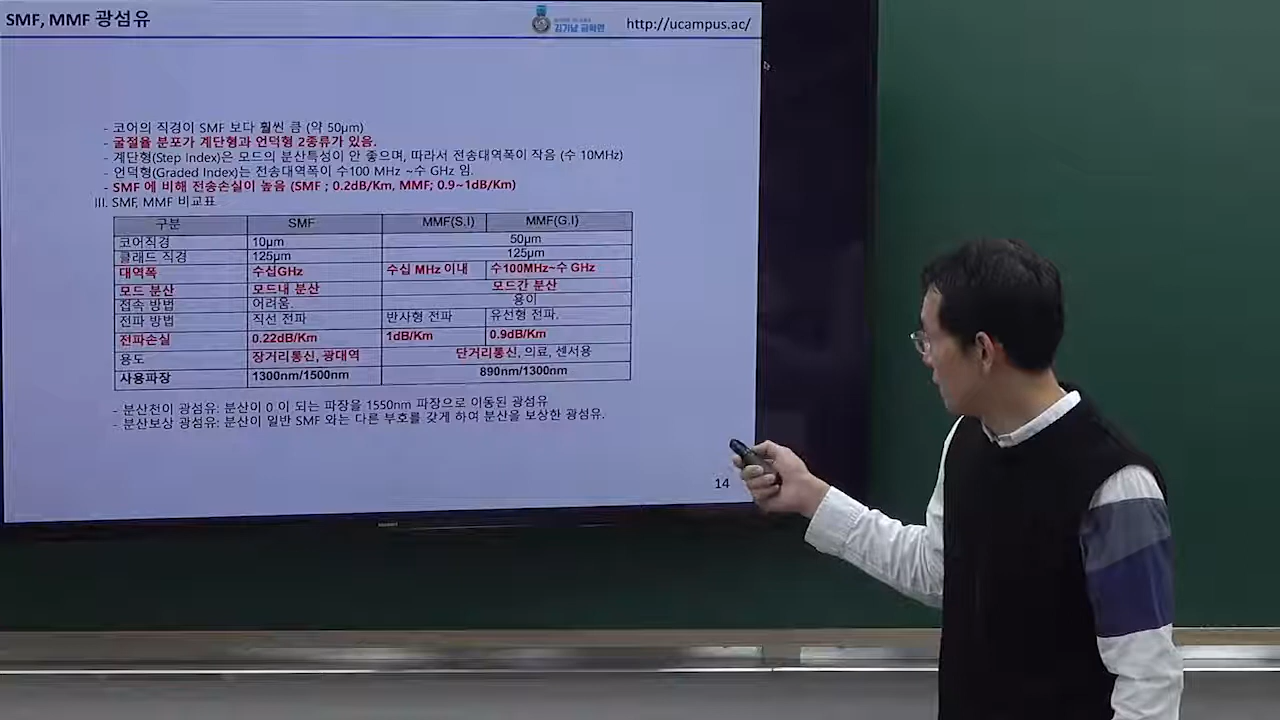 SMF, MMF 광섬유
김기남 공학원
http://ucampus.ac/
- 코어의 직경이 SMF 보다 훨씬 큼 (약 50µm)
- 굴절율 분포가 계단형과 언덕형 2종류가 있음.
- 계단형(Step Index)은 모드의 분산특성이 안 좋으며, 따라서 전송대역폭이 작음 (수 10MHz)
- 언덕형(Graded Index)는 전송대역폭이 수100 MHz ~수 GHz 임.
- SMF 에 비해 전송손실이 높음 (SMF ; 0.2dB/Km, MMF; 0.9~1dB/Km)
III. SMF, MMF 비교표
구분 SMF MMF(S.I) MMF(G.I)
코어직경 10µm 50µm
클래드 직경 125µm 125µm
대역폭 수십GHz 수십 MHz 이내 수100MHz~수 GHz
모드 분산 모드내 분산 모드간 분산
접속 방법 어려움. 용이
전파 방법 직선 전파 반사형 전파 유선형 전파.
전파손실 0.22dB/Km 1dB/Km 0.9dB/Km
용도 장거리통신, 광대역 단거리통신, 의료, 센서용
사용파장 1300nm/1500nm 890nm/1300nm
- 분산천이 광섬유: 분산이 0 이 되는 파장을 1550nm 파장으로 이동된 광섬유
- 분산보상 광섬유: 분산이 일반 SMF 와는 다른 부호를 갖게 하여 분산을 보상한 광섬유.
14